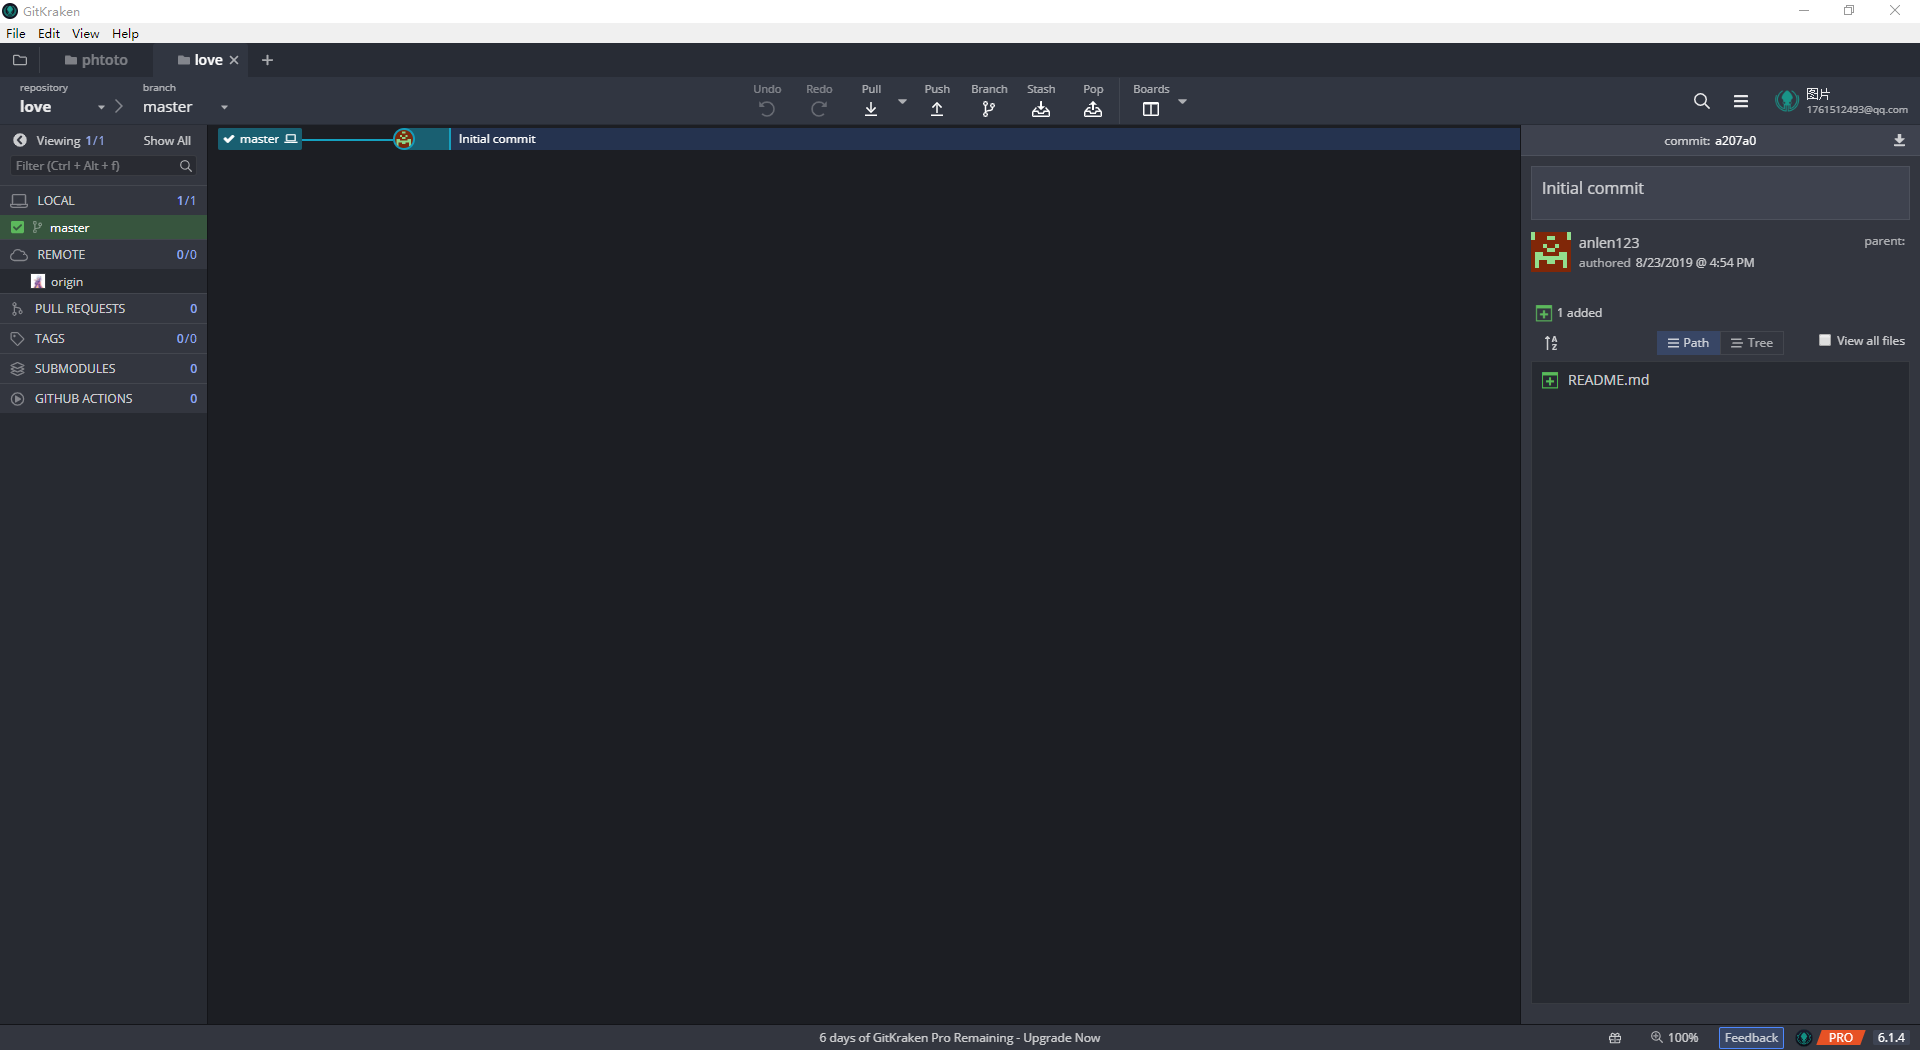 GitKraken
File Edit View Help
phtoto
love
repository
love
branch
master
Undo
Redo
Pull
Push
Branch
Stash
Pop
Boards
图片
1761512493@qq.com
Viewing 1/1 Show All
Filter (Ctrl + Alt + f)
LOCAL 1/1
master
REMOTE 0/0
origin
PULL REQUESTS 0
TAGS 0/0
SUBMODULES 0
GITHUB ACTIONS 0
master
Initial commit
commit: a207a0
Initial commit
anlen123
parent:
authored 8/23/2019 @ 4:54 PM
1 added
Path
Tree
View all files
README.md
6 days of GitKraken Pro Remaining - Upgrade Now
100%
Feedback
PRO
6.1.4